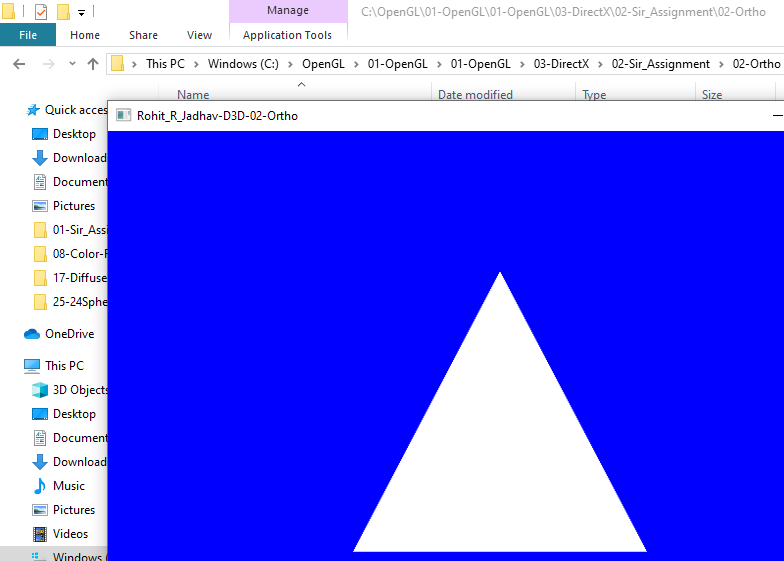 Manage
C:\OpenGL\01-OpenGL\01-OpenGL\03-DirectX\02-Sir_Assignment\02-Ortho
File Home Share View Application Tools
This PC Windows (C:) OpenGL 01-OpenGL 01-OpenGL 03-DirectX 02-Sir_Assignment 02-Ortho
Name Date modified Type Size
Quick acces
Rohit_R_Jadhav-D3D-02-Ortho
Desktop
Download
Document
Pictures
01-Sir_Assi
08-Color-F
17-Diffuse
25-24Sphe
OneDrive
This PC
3D Objects
Desktop
Document
Download
Music
Pictures
Videos
Windows (